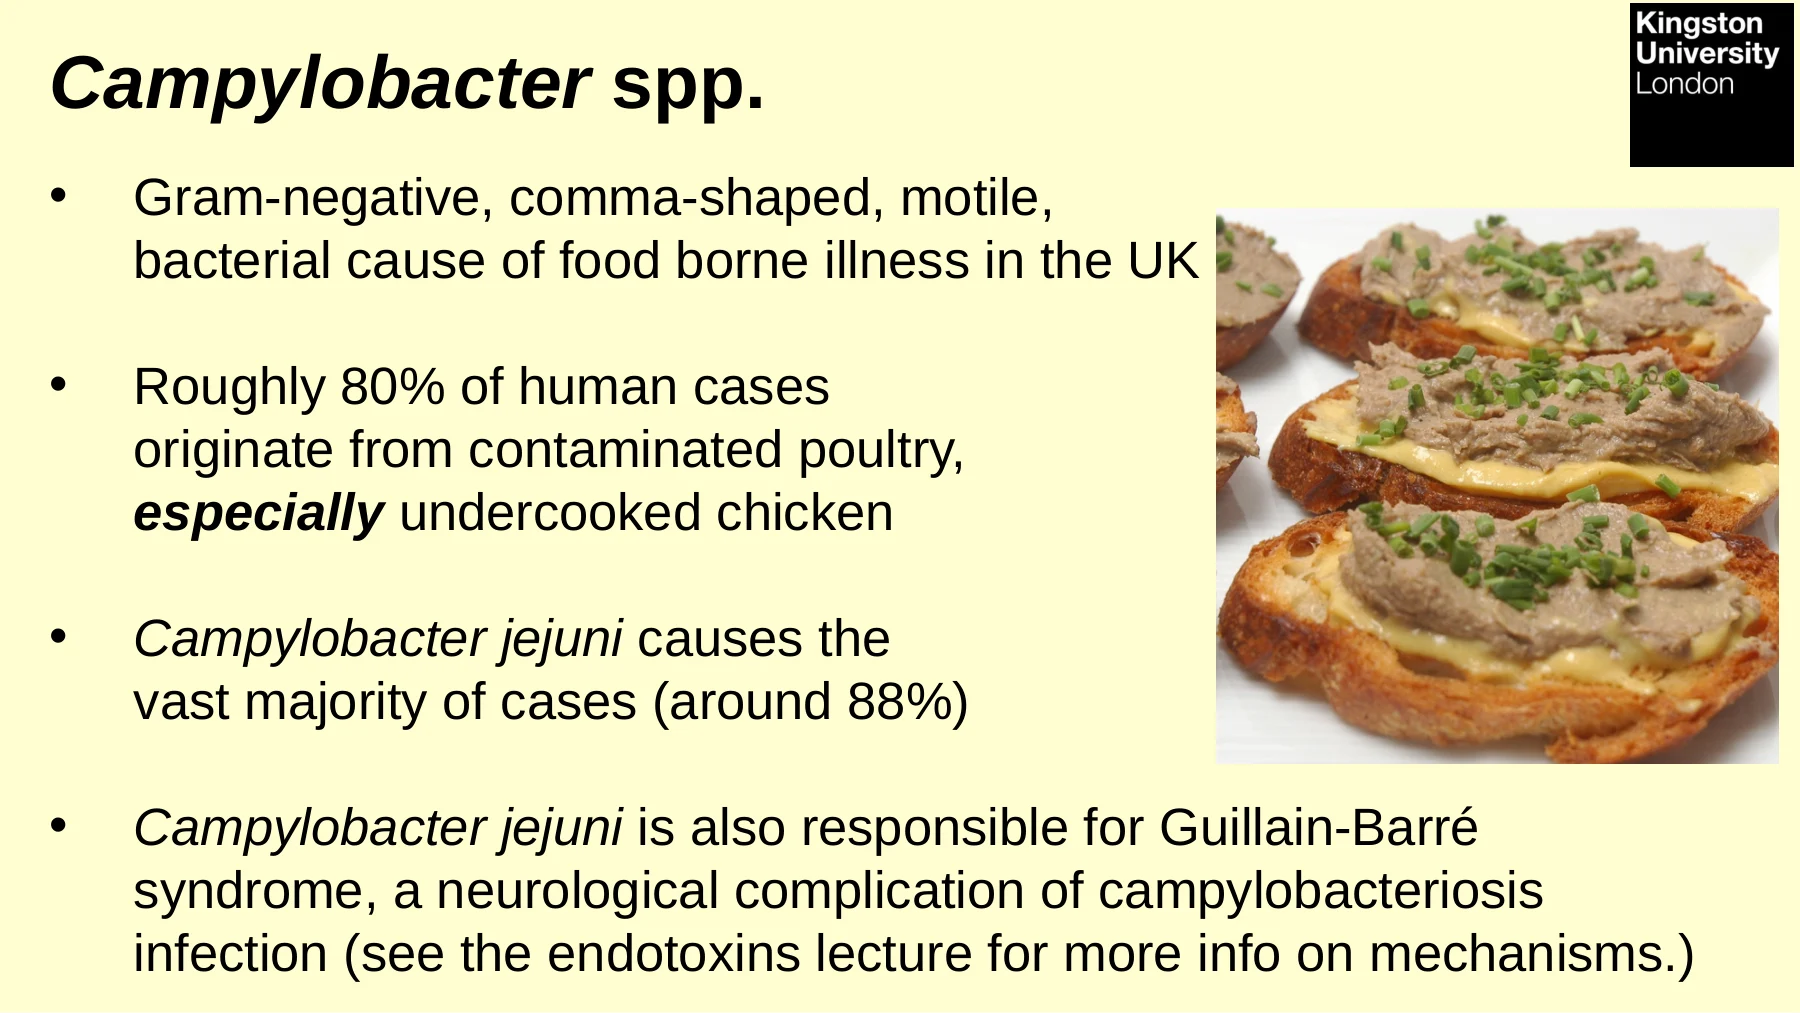 Kingston
University
London
Campylobacter spp.
• Gram-negative, comma-shaped, motile,
bacterial cause of food borne illness in the UK
• Roughly 80% of human cases
originate from contaminated poultry,
especially undercooked chicken
• Campylobacter jejuni causes the
vast majority of cases (around 88%)
• Campylobacter jejuni is also responsible for Guillain-Barré
syndrome, a neurological complication of campylobacteriosis
infection (see the endotoxins lecture for more info on mechanisms.)